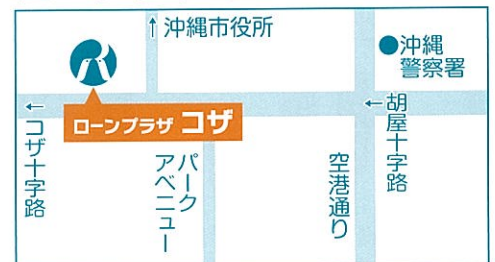 ↑沖縄市役所
●沖縄
警察署
ローンプラザ コザ
←コザ十字路
←胡屋十字路
パーク
アベニュー
空港通り